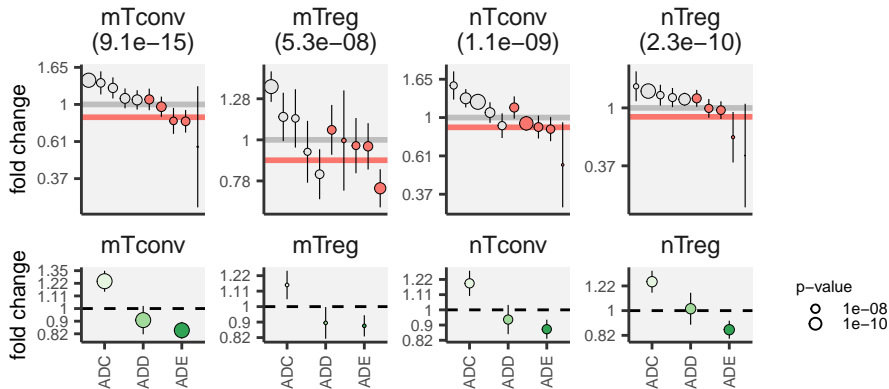 mTconv
(9.1e−15)
mTreg
(5.3e−08)
nTconv
(1.1e−09)
nTreg
(2.3e−10)
fold change
1.65
1
0.61
0.37
1.28
1
0.78
1.65
1
0.61
0.37
1
0.37
mTconv
mTreg
nTconv
nTreg
fold change
1.35
1.22
1.11
1
0.9
0.82
1.22
1.11
1
0.9
0.82
1.22
1.11
1
0.9
0.82
1.22
1
0.82
ADC
ADD
ADE
ADC
ADD
ADE
ADC
ADD
ADE
ADC
ADD
ADE
p−value
1e−08
1e−10